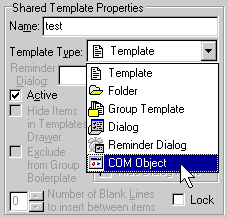 Shared Template Properties
Name: test
Template Type: Template
Reminder
Dialog:
Template
Folder
Group Template
Dialog
Reminder Dialog
COM Object
Active
Hide Items
in Templates
Drawer
Exclude
from Group
Boilerplate
0 Number of Blank Lines
to insert between items
Lock